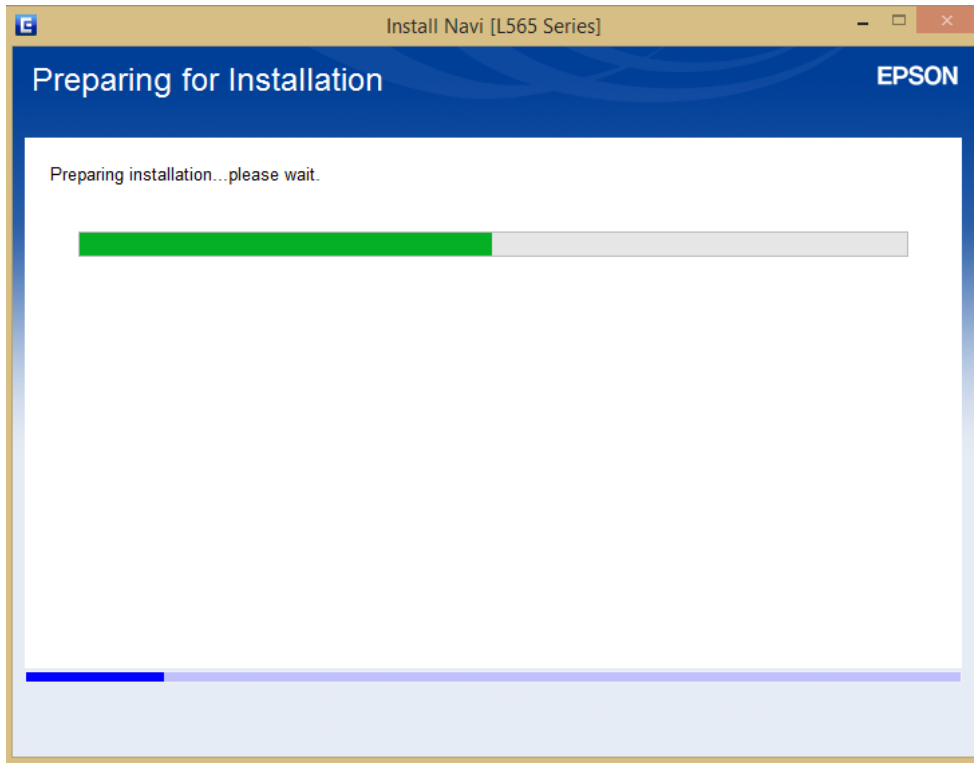 Install Navi [L565 Series]
Preparing for Installation
EPSON
Preparing installation...please wait.